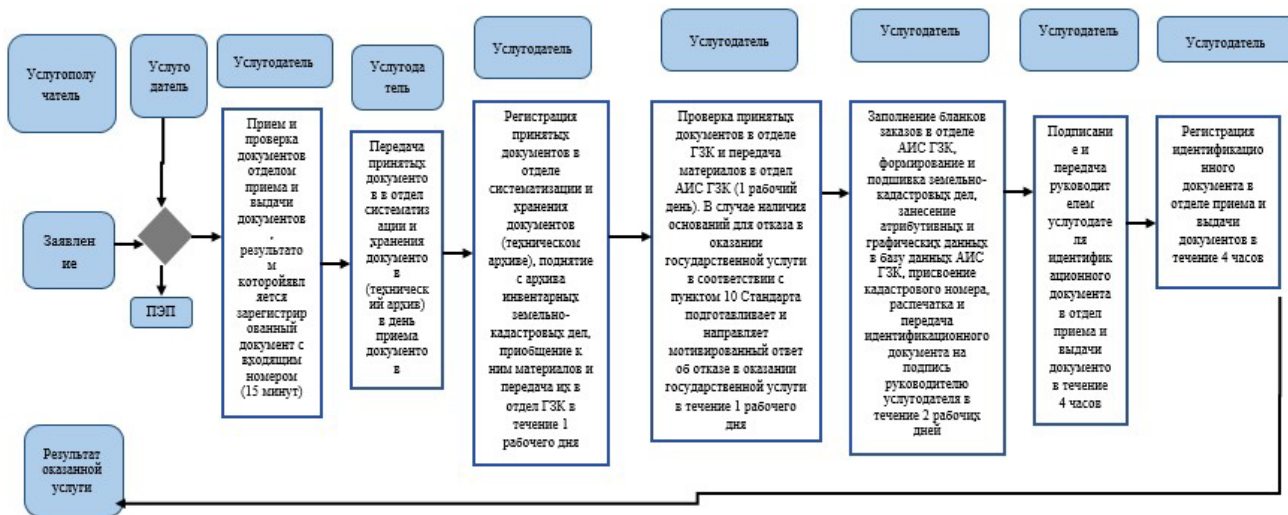 Услугополу
чатель
Услуго
датель
Услугодатель
Услугода
тель
Услугодатель
Услугодатель
Услугодатель
Услугодатель
Услугодатель
Заявлен
ие
ПЭП
Прием и
проверка
документов
отделом
приема и
выдачи
документов
,
результато
м
которойявл
яется
зарегистрир
ованный
документ с
входящим
номером
(15 минут)
Передача
принятых
документо
в в отдел
систематиз
ации и
хранения
документо
в
(техническ
ий архив)
в день
приема
документо
в
Регистрация
принятых
документов в
отделе
систематизации и
хранения
документов
(техническом
архиве), поднятие
с архива
инвентарных
земельно-
кадастровых дел,
приобщение к
ним материалов и
передача их в
отдел ГЗК в
течение 1
рабочего дня
Проверка принятых
документов в отделе
ГЗК и передача
материалов в отдел
АИС ГЗК (1 рабочий
день). В случае наличия
оснований для отказа в
оказании
государственной услуги
в соответствии с
пунктом 10 Стандарта
подготавливает и
направляет
мотивированный ответ
об отказе в оказании
государственной услуги
в течение 1 рабочего
дня
Заполнение бланков
заказов в отделе
АИС ГЗК,
формирование и
подшивка земельно-
кадастровых дел,
занесение
атрибутивных и
графических данных
в базу данных АИС
ГЗК, присвоение
кадастрового номера,
распечатка и
передача
идентификационного
документа на
подпись
руководителю
услугодателя в
течение 2 рабочих
дней
Подписани
е и
передача
руководит
елем
услугодате
ля
идентифик
ационного
документа
в отдел
приема и
выдачи
документо
в течение
4 часов
Регистрация
идентификацио
нного
документа в
отделе приема и
выдачи
документов в
течение 4 часов
Результат
оказанной
услуги